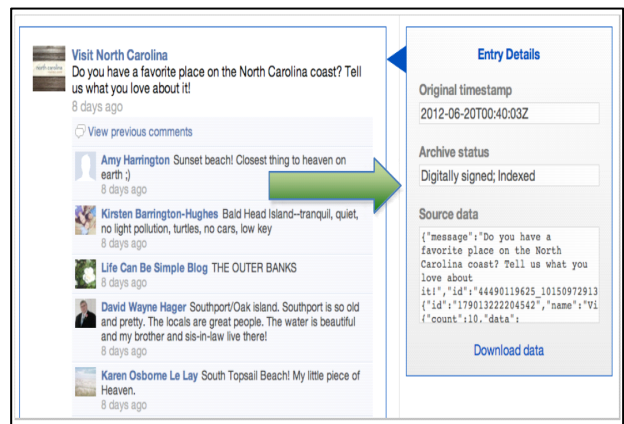 Visit North Carolina
Do you have a favorite place on the North Carolina coast? Tell
us what you love about it!
8 days ago
View previous comments
Amy Harrington Sunset beach! Closest thing to heaven on
earth ;)
8 days ago
Kirsten Barrington-Hughes Bald Head Island--tranquil, quiet,
no light pollution, turtles, no cars, low key
8 days ago
Life Can Be Simple Blog THE OUTER BANKS
8 days ago
David Wayne Hager Southport/Oak island. Southport is so old
and pretty. The locals are great people. The water is beautiful
and my brother and sis-in-law live there!
8 days ago
Karen Osborne Le Lay South Topsail Beach! My little piece of
Heaven.
8 days ago
Entry Details
Original timestamp
2012-06-20T00:40:03Z
Archive status
Digitally signed; Indexed
Source data
{"message":"Do you have a
favorite place on the North
Carolina coast? Tell us what you
love about
it!","id":"44490119625_10150972913
{"id":"179013222204542","name":"Vi
{"count":10,"data":
Download data